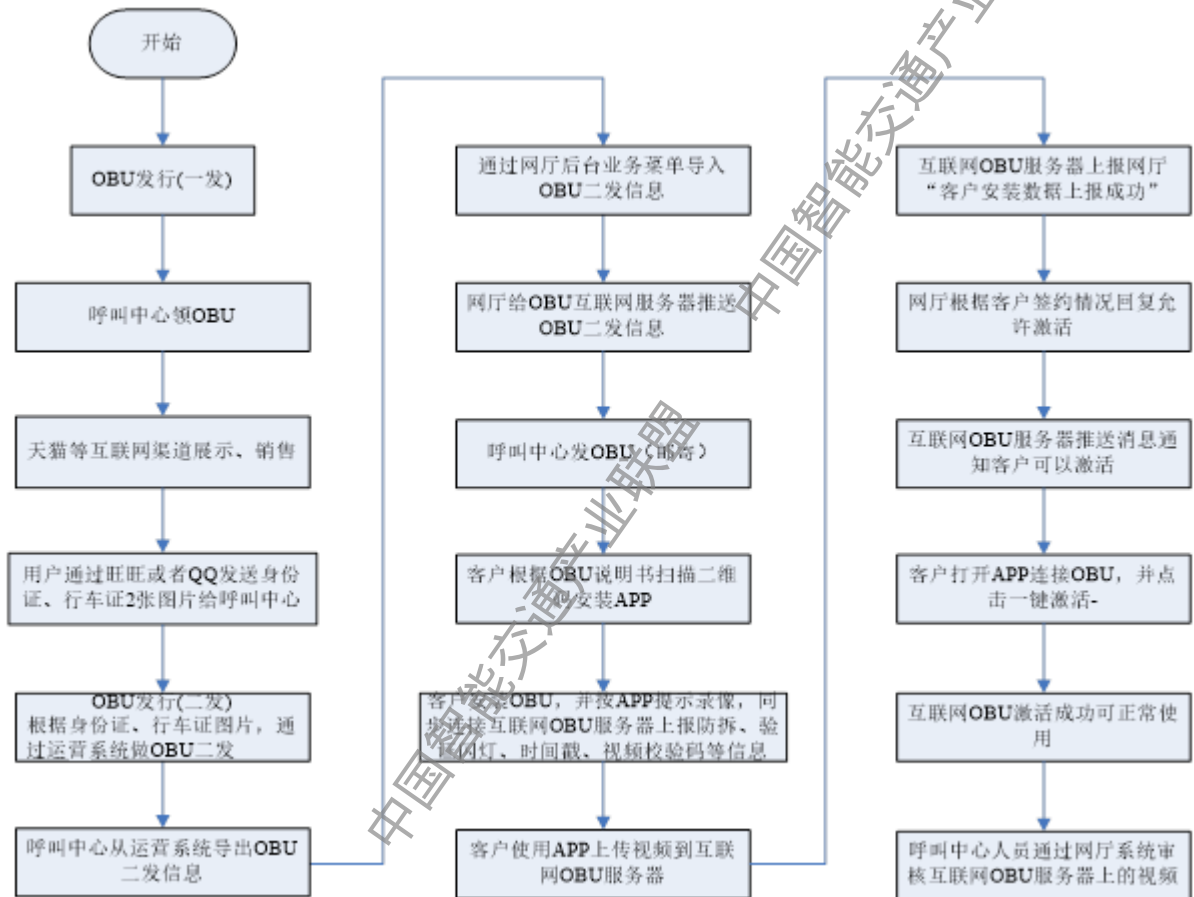 开始
OBU发行(一发)
呼叫中心领OBU
天猫等互联网渠道展示、销售
用户通过旺旺或者QQ发送身份
证、行车证2张图片给呼叫中心
OBU发行(二发)
根据身份证、行车证图片，通
过运营系统做OBU二发
呼叫中心从运营系统导出OBU
二发信息
通过网厅后台业务菜单导入
OBU二发信息
网厅给OBU互联网服务器推送
OBU二发信息
呼叫中心发OBU（邮寄）
客户根据OBU说明书扫描二维
码安装APP
客户安装OBU，并按APP提示录像，同
步连接互联网OBU服务器上报防拆、验
证闪灯、时间戳、视频校验码等信息
客户使用APP上传视频到互联
网OBU服务器
互联网OBU服务器上报网厅
“客户安装数据上报成功”
网厅根据客户签约情况回复允
许激活
互联网OBU服务器推送消息通
知客户可以激活
客户打开APP连接OBU，并点
击一键激活-
互联网OBU激活成功可正常使
用
呼叫中心人员通过网厅系统审
核互联网OBU服务器上的视频
中国智能交通产业联盟
中国智能交通产业